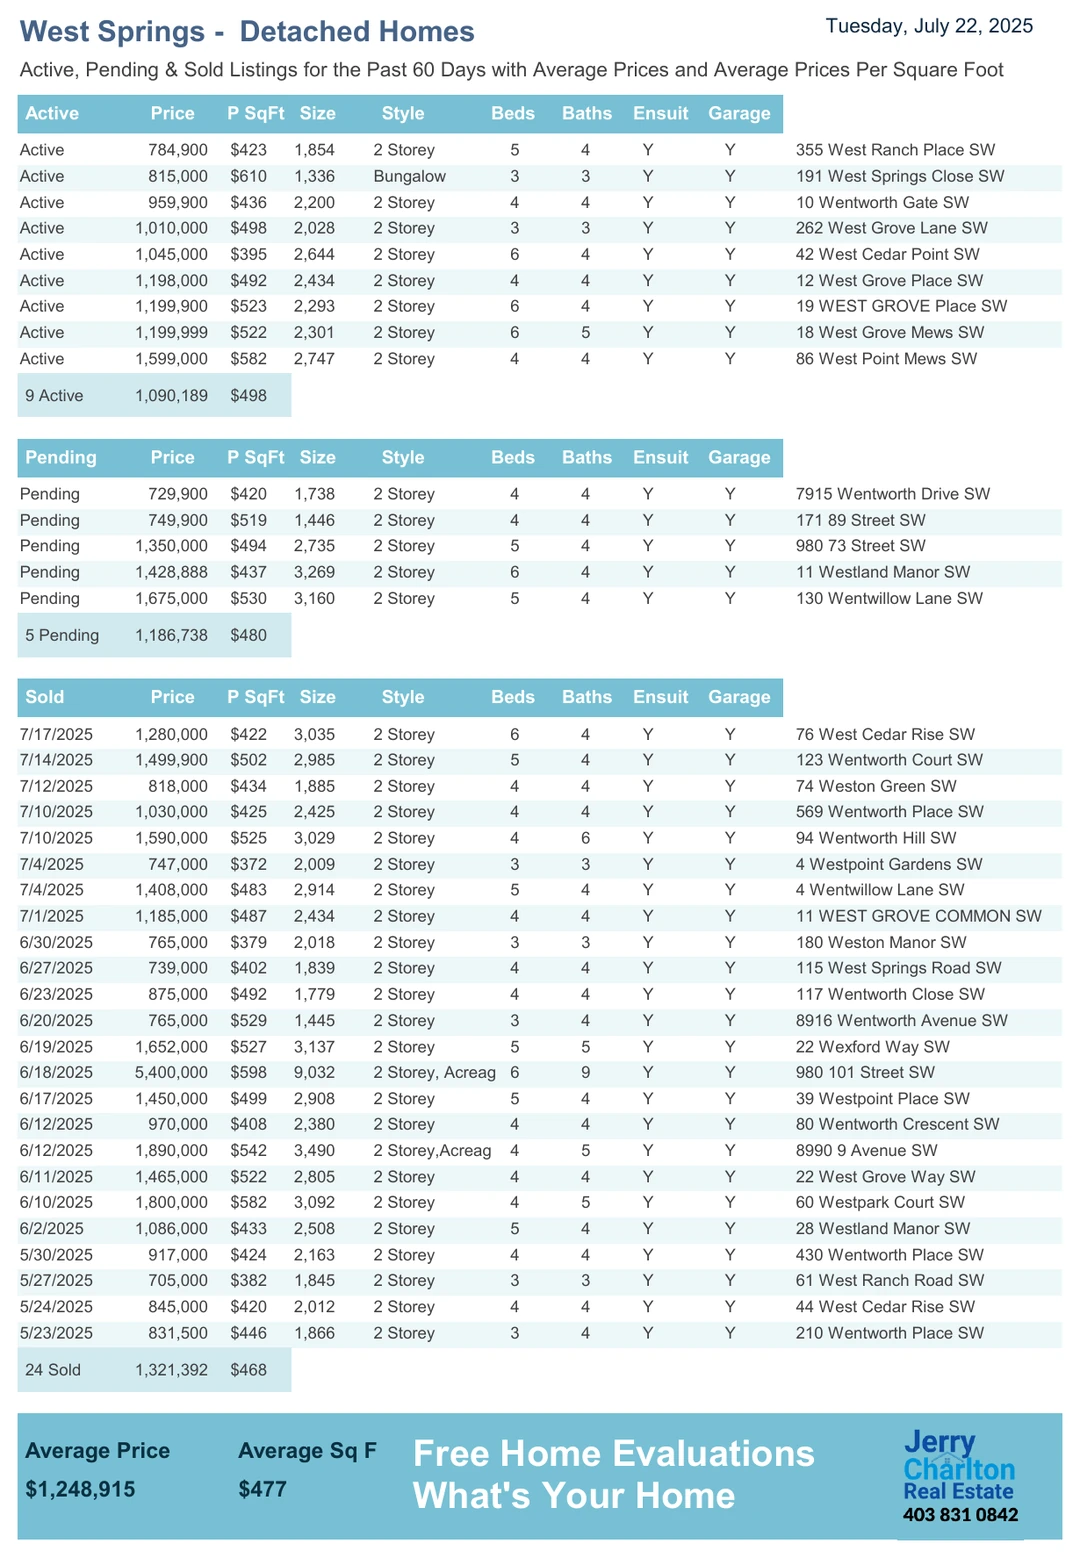 West Springs - Detached Homes
Tuesday, July 22, 2025
Active, Pending & Sold Listings for the Past 60 Days with Average Prices and Average Prices Per Square Foot
Active Price P SqFt Size Style Beds Baths Ensuit Garage
Active 784,900 $423 1,854 2 Storey 5 4 Y Y 355 West Ranch Place SW
Active 815,000 $610 1,336 Bungalow 3 3 Y Y 191 West Springs Close SW
Active 959,900 $436 2,200 2 Storey 4 4 Y Y 10 Wentworth Gate SW
Active 1,010,000 $498 2,028 2 Storey 3 3 Y Y 262 West Grove Lane SW
Active 1,045,000 $395 2,644 2 Storey 6 4 Y Y 42 West Cedar Point SW
Active 1,198,000 $492 2,434 2 Storey 4 4 Y Y 12 West Grove Place SW
Active 1,199,900 $523 2,293 2 Storey 6 4 Y Y 19 WEST GROVE Place SW
Active 1,199,999 $522 2,301 2 Storey 6 5 Y Y 18 West Grove Mews SW
Active 1,599,000 $582 2,747 2 Storey 4 4 Y Y 86 West Point Mews SW
9 Active 1,090,189 $498
Pending Price P SqFt Size Style Beds Baths Ensuit Garage
Pending 729,900 $420 1,738 2 Storey 4 4 Y Y 7915 Wentworth Drive SW
Pending 749,900 $519 1,446 2 Storey 4 4 Y Y 171 89 Street SW
Pending 1,350,000 $494 2,735 2 Storey 5 4 Y Y 980 73 Street SW
Pending 1,428,888 $437 3,269 2 Storey 6 4 Y Y 11 Westland Manor SW
Pending 1,675,000 $530 3,160 2 Storey 5 4 Y Y 130 Wentwillow Lane SW
5 Pending 1,186,738 $480
Sold Price P SqFt Size Style Beds Baths Ensuit Garage
7/17/2025 1,280,000 $422 3,035 2 Storey 6 4 Y Y 76 West Cedar Rise SW
7/14/2025 1,499,900 $502 2,985 2 Storey 5 4 Y Y 123 Wentworth Court SW
7/12/2025 818,000 $434 1,885 2 Storey 4 4 Y Y 74 Weston Green SW
7/10/2025 1,030,000 $425 2,425 2 Storey 4 4 Y Y 569 Wentworth Place SW
7/10/2025 1,590,000 $525 3,029 2 Storey 4 6 Y Y 94 Wentworth Hill SW
7/4/2025 747,000 $372 2,009 2 Storey 3 3 Y Y 4 Westpoint Gardens SW
7/4/2025 1,408,000 $483 2,914 2 Storey 5 4 Y Y 4 Wentwillow Lane SW
7/1/2025 1,185,000 $487 2,434 2 Storey 4 4 Y Y 11 WEST GROVE COMMON SW
6/30/2025 765,000 $379 2,018 2 Storey 3 3 Y Y 180 Weston Manor SW
6/27/2025 739,000 $402 1,839 2 Storey 4 4 Y Y 115 West Springs Road SW
6/23/2025 875,000 $492 1,779 2 Storey 4 4 Y Y 117 Wentworth Close SW
6/20/2025 765,000 $529 1,445 2 Storey 3 4 Y Y 8916 Wentworth Avenue SW
6/19/2025 1,652,000 $527 3,137 2 Storey 5 5 Y Y 22 Wexford Way SW
6/18/2025 5,400,000 $598 9,032 2 Storey, Acreag 6 9 Y Y 980 101 Street SW
6/17/2025 1,450,000 $499 2,908 2 Storey 5 4 Y Y 39 Westpoint Place SW
6/12/2025 970,000 $408 2,380 2 Storey 4 4 Y Y 80 Wentworth Crescent SW
6/12/2025 1,890,000 $542 3,490 2 Storey,Acreag 4 5 Y Y 8990 9 Avenue SW
6/11/2025 1,465,000 $522 2,805 2 Storey 4 4 Y Y 22 West Grove Way SW
6/10/2025 1,800,000 $582 3,092 2 Storey 4 5 Y Y 60 Westpark Court SW
6/2/2025 1,086,000 $433 2,508 2 Storey 5 4 Y Y 28 Westland Manor SW
5/30/2025 917,000 $424 2,163 2 Storey 4 4 Y Y 430 Wentworth Place SW
5/27/2025 705,000 $382 1,845 2 Storey 3 3 Y Y 61 West Ranch Road SW
5/24/2025 845,000 $420 2,012 2 Storey 4 4 Y Y 44 West Cedar Rise SW
5/23/2025 831,500 $446 1,866 2 Storey 3 4 Y Y 210 Wentworth Place SW
24 Sold 1,321,392 $468
Average Price Average Sq F
$1,248,915 $477
Free Home Evaluations
What's Your Home
Jerry
Charlton
Real Estate
403 831 0842